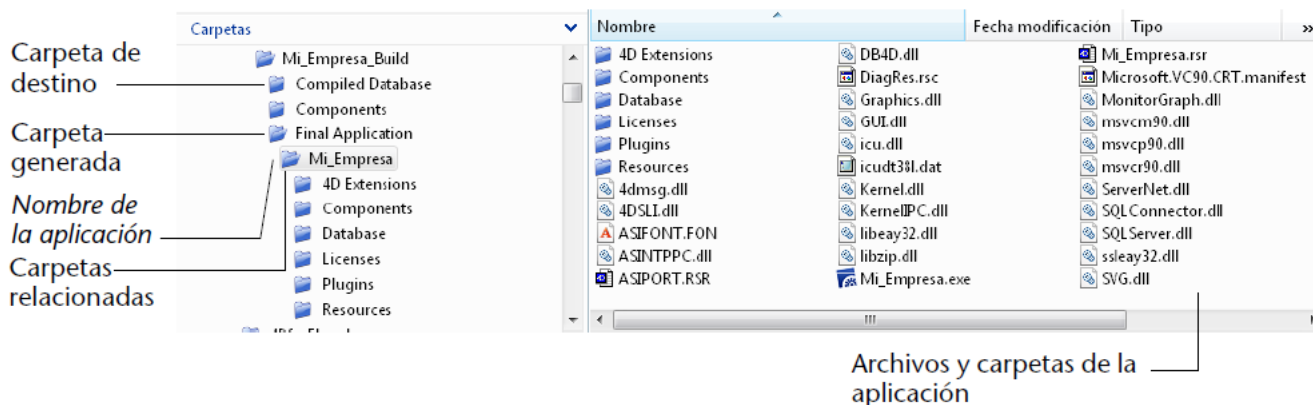 Carpeta de
destino
Carpeta
generada
Nombre de
la aplicación
Carpetas
relacionadas
Carpetas
Mi_Empresa_Build
Compiled Database
Components
Final Application
Mi_Empresa
4D Extensions
Components
Database
Licenses
Plugins
Resources
Nombre
Fecha modificación
Tipo
»
4D Extensions
Components
Database
Licenses
Plugins
Resources
4dmsg.dll
4DSLI.dll
ASIFONT.FON
ASINTPPC.dll
ASIPORT.RSR
DB4D.dll
DiagRes.rsc
Graphics.dll
GUI.dll
icu.dll
icudt38l.dat
Kernel.dll
KernelIPC.dll
libeay32.dll
libzip.dll
Mi_Empresa.exe
Mi_Empresa.rsr
Microsoft.VC90.CRT.manifest
MonitorGraph.dll
msvcm90.dll
msvcp90.dll
msvcr90.dll
ServerNet.dll
SQLConnector.dll
SQLServer.dll
ssleay32.dll
SVG.dll
Archivos y carpetas de la
aplicación